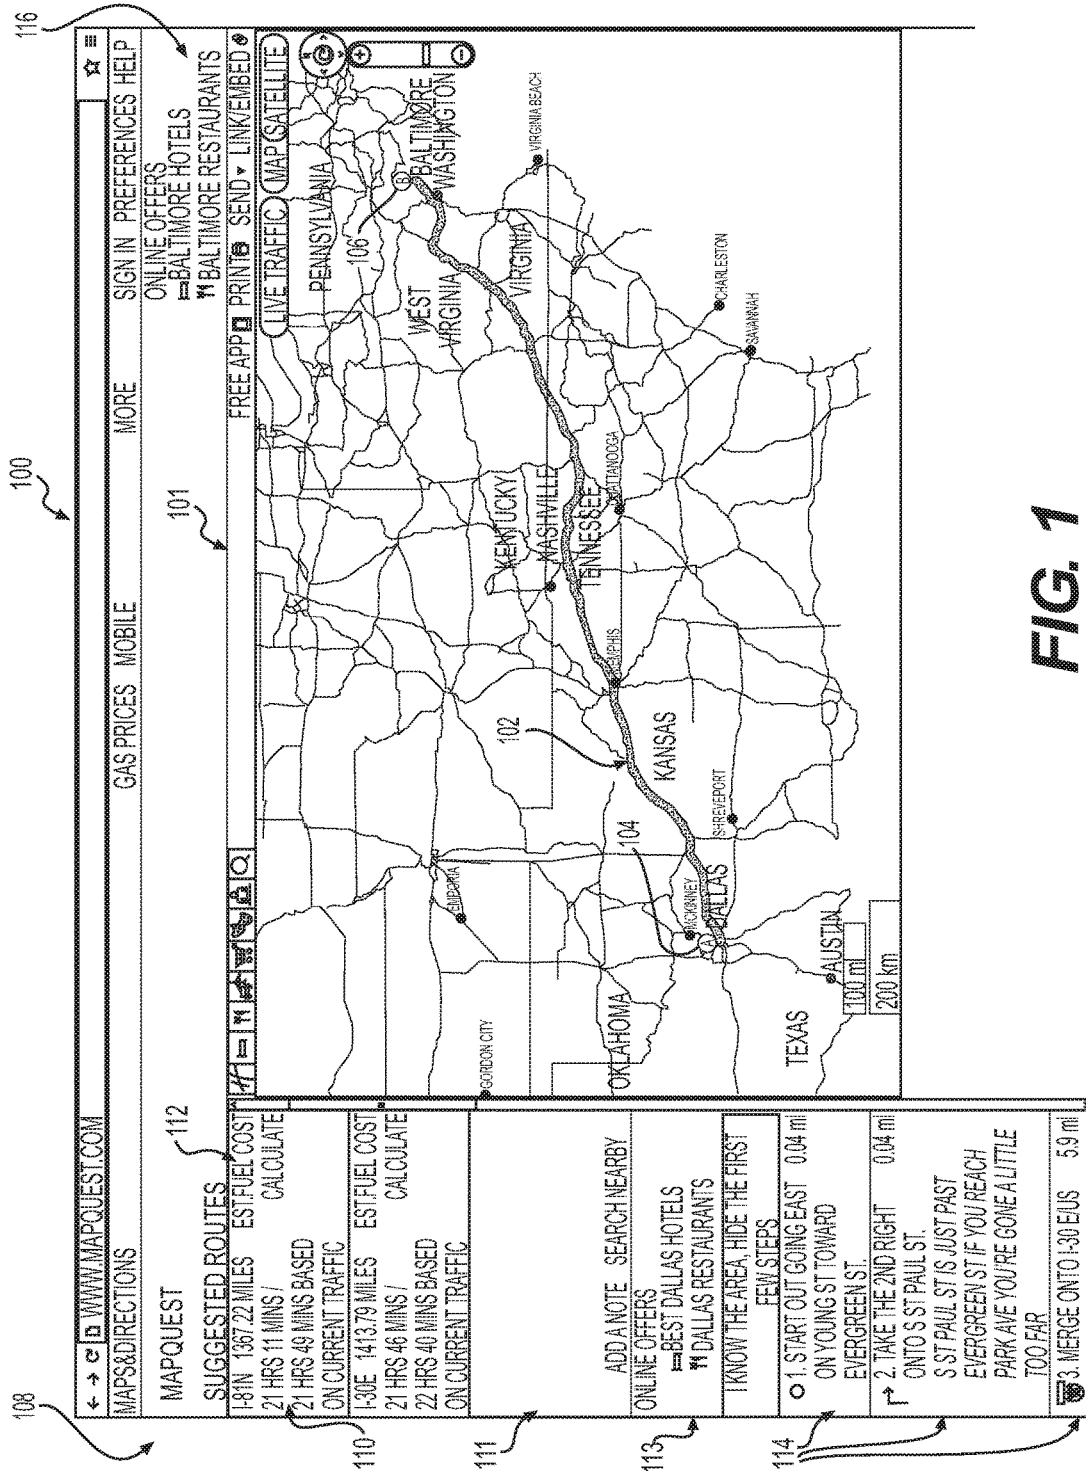 100
108
116
WWW.MAPQUEST.COM
MAPS&DIRECTIONS
GAS PRICES MOBILE
MORE
SIGN IN PREFERENCES HELP
MAPQUEST
112
101
ONLINE OFFERS
BALTIMORE HOTELS
BALTIMORE RESTAURANTS
SUGGESTED ROUTES
FREE APP PRINT SEND LINK/EMBED
I-81N 1367.22 MILES EST.FUEL COST
21 HRS 11 MINS / CALCULATE
21 HRS 49 MINS BASED
ON CURRENT TRAFFIC
110
I-30E 1413.79 MILES EST.FUEL COST
21 HRS 46 MINS/ CALCULATE
22 HRS 40 MINS BASED
ON CURRENT TRAFFIC
111
ADD A NOTE SEARCH NEARBY
ONLINE OFFERS
BEST DALLAS HOTELS
DALLAS RESTAURANTS
113
I KNOW THE AREA, HIDE THE FIRST
FEW STEPS
114
1. START OUT GOING EAST 0.04 mi
ON YOUNG ST TOWARD
EVERGREEN ST.
2. TAKE THE 2ND RIGHT 0.04 mi
ONTO S ST PAUL ST.
S ST PAUL ST IS JUST PAST
EVERGREEN ST IF YOU REACH
PARK AVE YOU'RE GONE A LITTLE
TOO FAR
3. MERGE ONTO I-30 E/US 5.9 mi
LIVE TRAFFIC MAP SATELLITE
PENNSYLVANIA
106
B
BALTIMORE
WASHINGTON
WEST
VIRGINIA
VIRGINIA
VIRGINIA BEACH
EMPORIA
GORDON CITY
KENTUCKY
NASHVILLE
TENNESSEE
CHATTANOOGA
MEMPHIS
102
KANSAS
104
OKLAHOMA
MCKINNEY
A
DALLAS
SHREVEPORT
CHARLESTON
SAVANNAH
TEXAS
AUSTIN
100 mi
200 km
FIG. 1